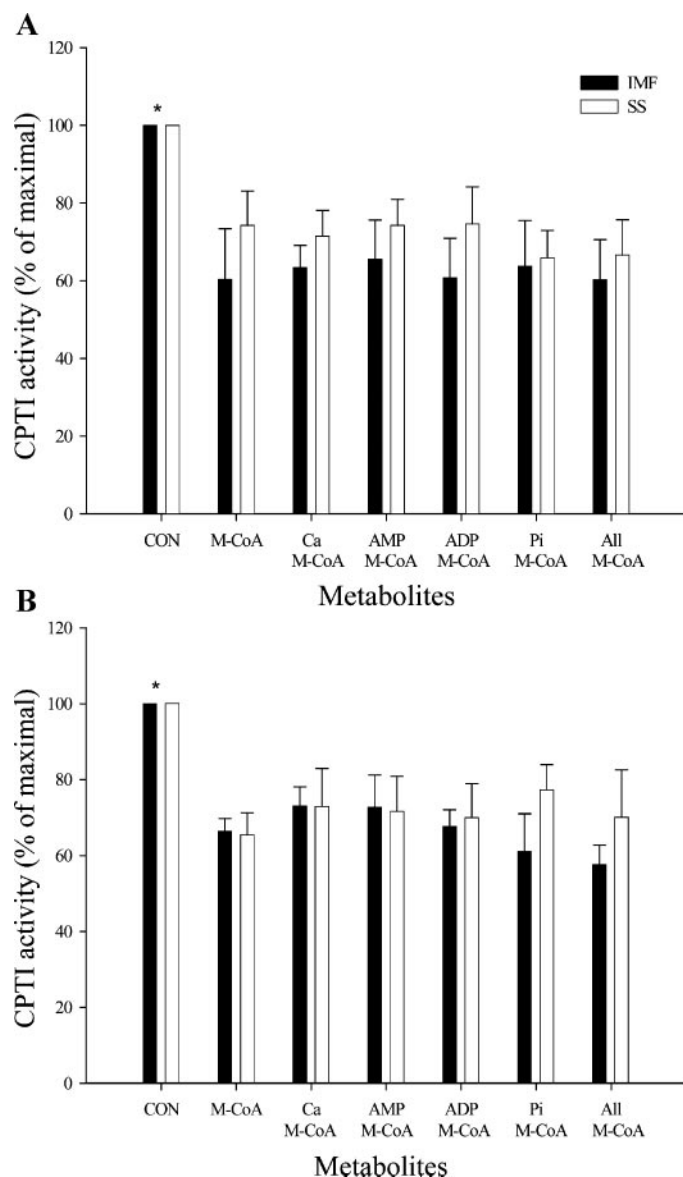 A
CPTI activity (% of maximal)
120
100
80
60
40
20
0
*
IMF
SS
CON M-CoA Ca AMP ADP Pi All
M-CoA M-CoA M-CoA M-CoA M-CoA
Metabolites
B
CPTI activity (% of maximal)
120
100
80
60
40
20
0
*
CON M-CoA Ca AMP ADP Pi All
M-CoA M-CoA M-CoA M-CoA M-CoA
Metabolites